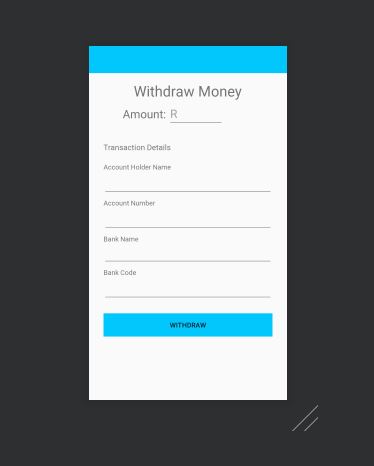 Withdraw Money
Amount: R
Transaction Details
Account Holder Name
Account Number
Bank Name
Bank Code
WITHDRAW